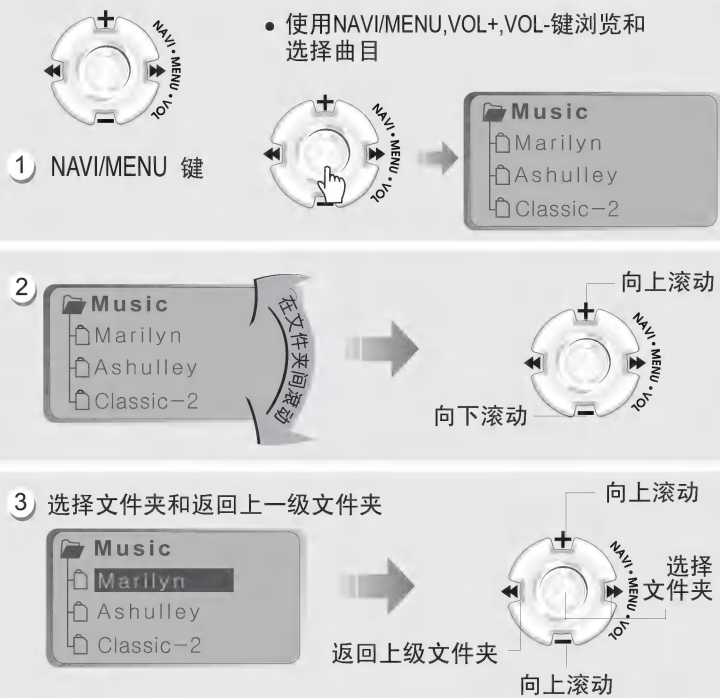 NAVI • MENU • VOL
● 使用NAVI/MENU,VOL+,VOL-键浏览和
选择曲目
1 NAVI/MENU 键
NAVI • MENU • VOL
Music
Marilyn
Ashulley
Classic-2
2
Music
Marilyn
Ashulley
Classic-2
在文件夹间滚动
向上滚动
NAVI • MENU • VOL
向下滚动
3 选择文件夹和返回上一级文件夹
Music
Marilyn
Ashulley
Classic-2
向上滚动
NAVI • MENU • VOL
选择
文件夹
返回上级文件夹
向上滚动